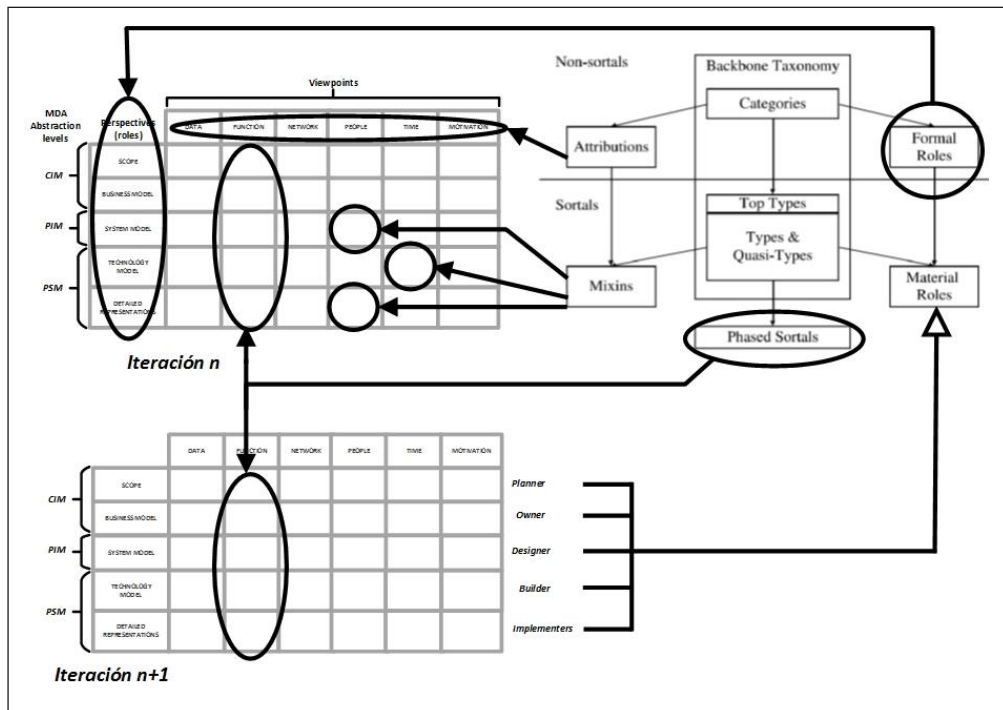 Viewpoints
MDA
Abstraction
levels
Perspectives
(roles)
DATA
FUNCTION
NETWORK
PEOPLE
TIME
MOTIVATION
CIM
SCOPE
BUSINESS MODEL
PIM
SYSTEM MODEL
PSM
TECHNOLOGY
MODEL
DETAILED
REPRESENTATIONS
Iteración n
Non-sortals
Backbone Taxonomy
Categories
Attributions
Formal
Roles
Sortals
Top Types
Types &
Quasi-Types
Mixins
Material
Roles
Phased Sortals
DATA
FUNCTION
NETWORK
PEOPLE
TIME
MOTIVATION
CIM
SCOPE
BUSINESS MODEL
PIM
SYSTEM MODEL
PSM
TECHNOLOGY
MODEL
DETAILED
REPRESENTATIONS
Planner
Owner
Designer
Builder
Implementers
Iteración n+1